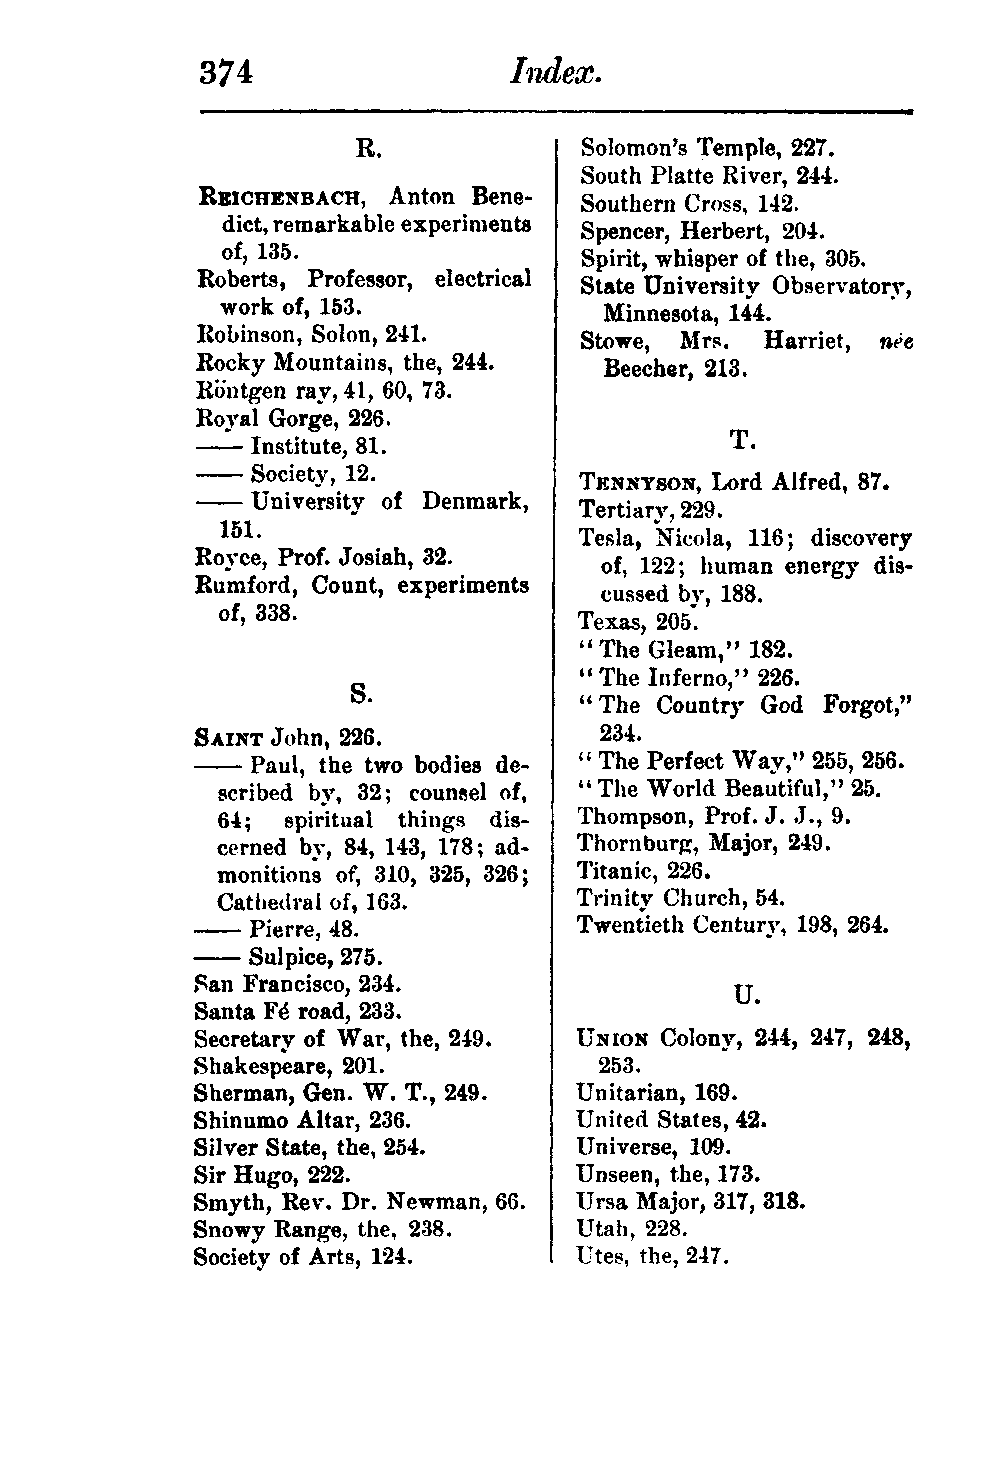 374 Index.
R.
REICHENBACH, Anton Bene-
dict, remarkable experiments
of, 135.
Roberts, Professor, electrical
work of, 153.
Robinson, Solon, 241.
Rocky Mountains, the, 244.
Röntgen ray, 41, 60, 73.
Royal Gorge, 226.
—— Institute, 81.
—— Society, 12.
—— University of Denmark,
151.
Royce, Prof. Josiah, 32.
Rumford, Count, experiments
of, 338.
S.
SAINT John, 226.
—— Paul, the two bodies de-
scribed by, 32; counsel of,
64; spiritual things dis-
cerned by, 84, 143, 178; ad-
monitions of, 310, 325, 326;
Cathedral of, 163.
—— Pierre, 48.
—— Sulpice, 275.
San Francisco, 234.
Santa Fé road, 233.
Secretary of War, the, 249.
Shakespeare, 201.
Sherman, Gen. W. T., 249.
Shinumo Altar, 236.
Silver State, the, 254.
Sir Hugo, 222.
Smyth, Rev. Dr. Newman, 66.
Snowy Range, the, 238.
Society of Arts, 124.
Solomon's Temple, 227.
South Platte River, 244.
Southern Cross, 142.
Spencer, Herbert, 204.
Spirit, whisper of the, 305.
State University Observatory,
Minnesota, 144.
Stowe, Mrs. Harriet, née
Beecher, 213.
T.
TENNYSON, Lord Alfred, 87.
Tertiary, 229.
Tesla, Nicola, 116; discovery
of, 122; human energy dis-
cussed by, 188.
Texas, 205.
"The Gleam," 182.
"The Inferno," 226.
"The Country God Forgot,"
234.
"The Perfect Way," 255, 256.
"The World Beautiful," 25.
Thompson, Prof. J. J., 9.
Thornburg, Major, 249.
Titanic, 226.
Trinity Church, 54.
Twentieth Century, 198, 264.
U.
UNION Colony, 244, 247, 248,
253.
Unitarian, 169.
United States, 42.
Universe, 109.
Unseen, the, 173.
Ursa Major, 317, 318.
Utah, 228.
Utes, the, 247.